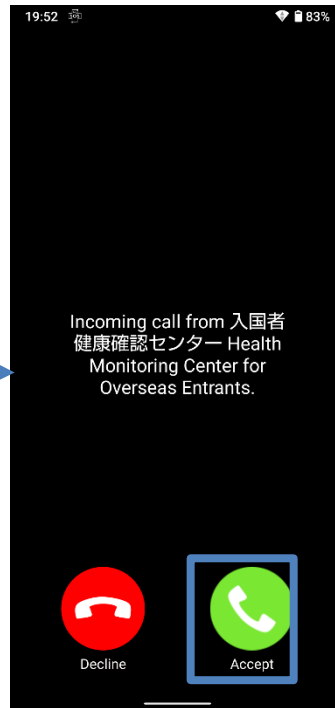 19:52
83%
Incoming call from 入国者
健康確認センター Health
Monitoring Center for
Overseas Entrants.
Decline
Accept